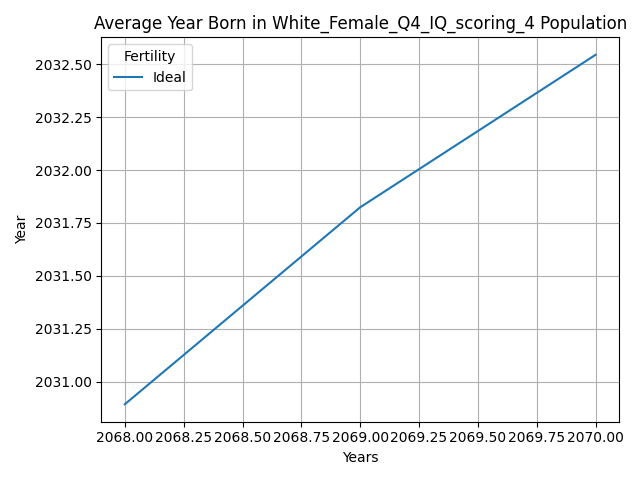 Average Year Born in White_Female_Q4_IQ_scoring_4 Population
Fertility
Ideal
2032.50
2032.25
2032.00
2031.75
2031.50
2031.25
2031.00
Year
2068.00 2068.25 2068.50 2068.75 2069.00 2069.25 2069.50 2069.75 2070.00
Years